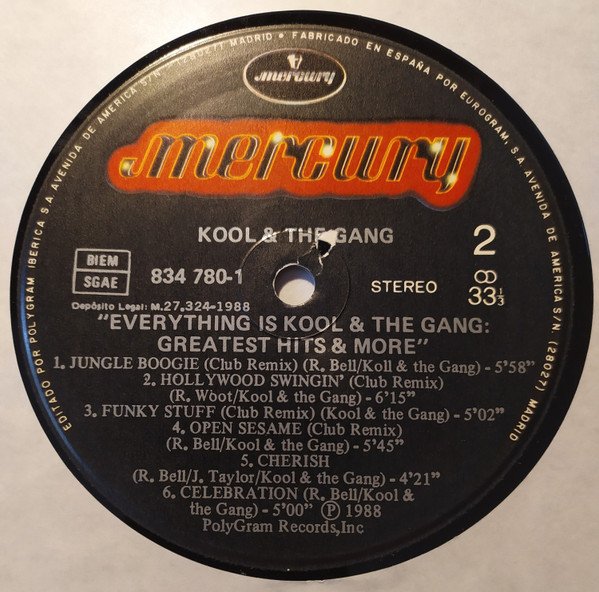 EDITADO POR POLYGRAM IBERICA S A AVENIDA DE AMERICA S/N (28027) MADRID • FABRICADO EN ESPAÑA POR EUROGRAM, S A AVENIDA DE AMERICA S/N. (28027) MADRID
mercury
mercury
KOOL & THE GANG
2
BIEM
SGAE
834 780-1
STEREO
33⅓
Depòsito Legal: M.27,324-1988
"EVERYTHING IS KOOL & THE GANG:
GREATEST HITS & MORE"
1. JUNGLE BOOGIE (Club Remix) (R. Bell/Koll & the Gang) - 5'58"
2. HOLLYWOOD SWINGIN' (Club Remix)
(R. Woot/Kool & the Gang) - 6'15"
3. FUNKY STUFF (Club Remix) (Kool & the Gang) - 5'02"
4. OPEN SESAME (Club Remix)
(R. Bell/Kool & the Gang) - 5'45"
5. CHERISH
(R. Bell/J. Taylor/Kool & the Gang) - 4'21"
6. CELEBRATION (R. Bell/Kool &
the Gang) - 5'00" Ⓟ 1988
PolyGram Records,Inc